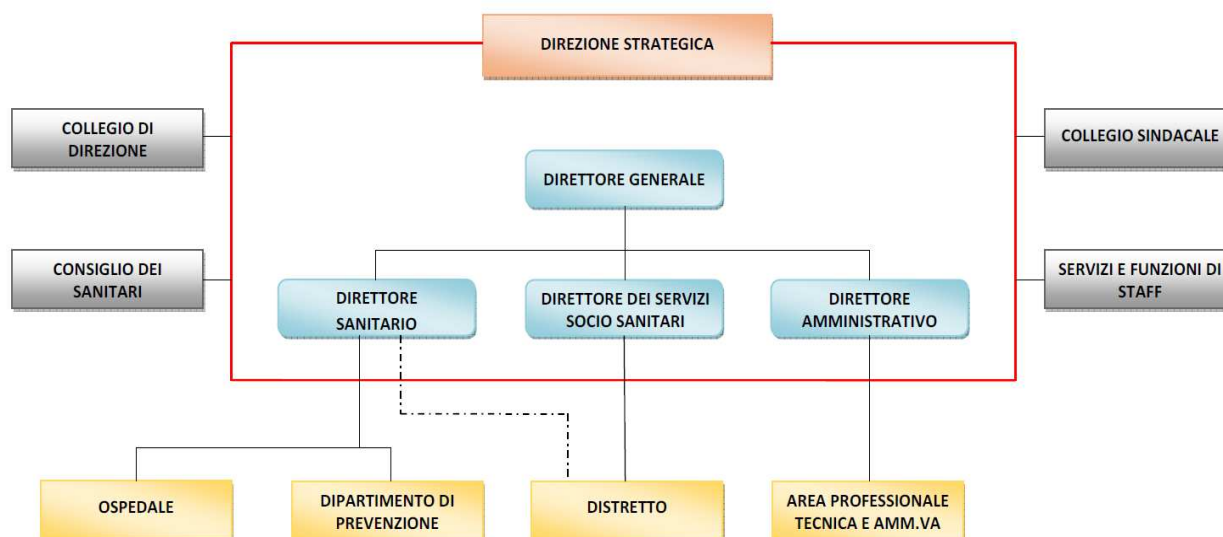 DIREZIONE STRATEGICA
COLLEGIO DI
DIREZIONE
COLLEGIO SINDACALE
DIRETTORE GENERALE
CONSIGLIO DEI
SANITARI
SERVIZI E FUNZIONI DI
STAFF
DIRETTORE
SANITARIO
DIRETTORE DEI SERVIZI
SOCIO SANITARI
DIRETTORE
AMMINISTRATIVO
OSPEDALE
DIPARTIMENTO DI
PREVENZIONE
DISTRETTO
AREA PROFESSIONALE
TECNICA E AMM.VA